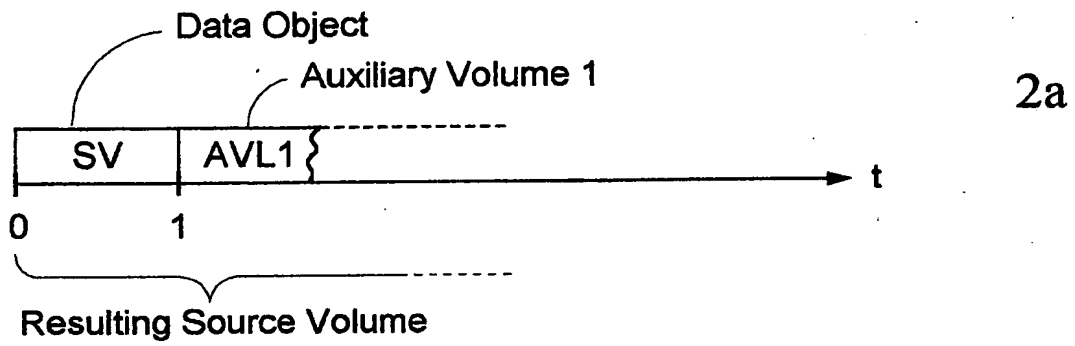 Data Object
Auxiliary Volume 1
2a
SV AVL1
t
0 1
Resulting Source Volume